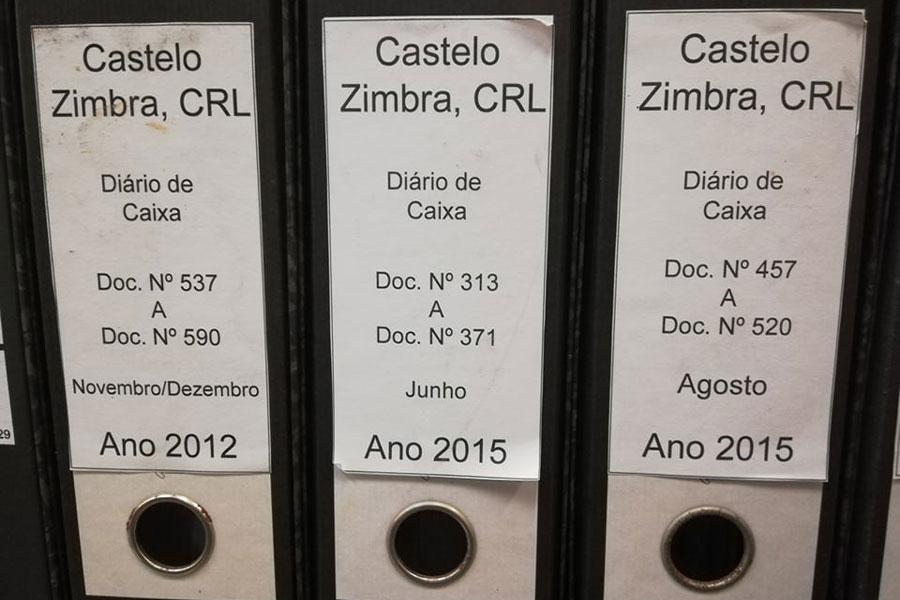 Castelo
Zimbra, CRL
Diário de
Caixa
Doc. Nº 537
A
Doc. Nº 590
Novembro/Dezembro
Ano 2012
Castelo
Zimbra, CRL
Diário de
Caixa
Doc. Nº 313
A
Doc. Nº 371
Junho
Ano 2015
Castelo
Zimbra, CRL
Diário de
Caixa
Doc. Nº 457
A
Doc. Nº 520
Agosto
Ano 2015
29